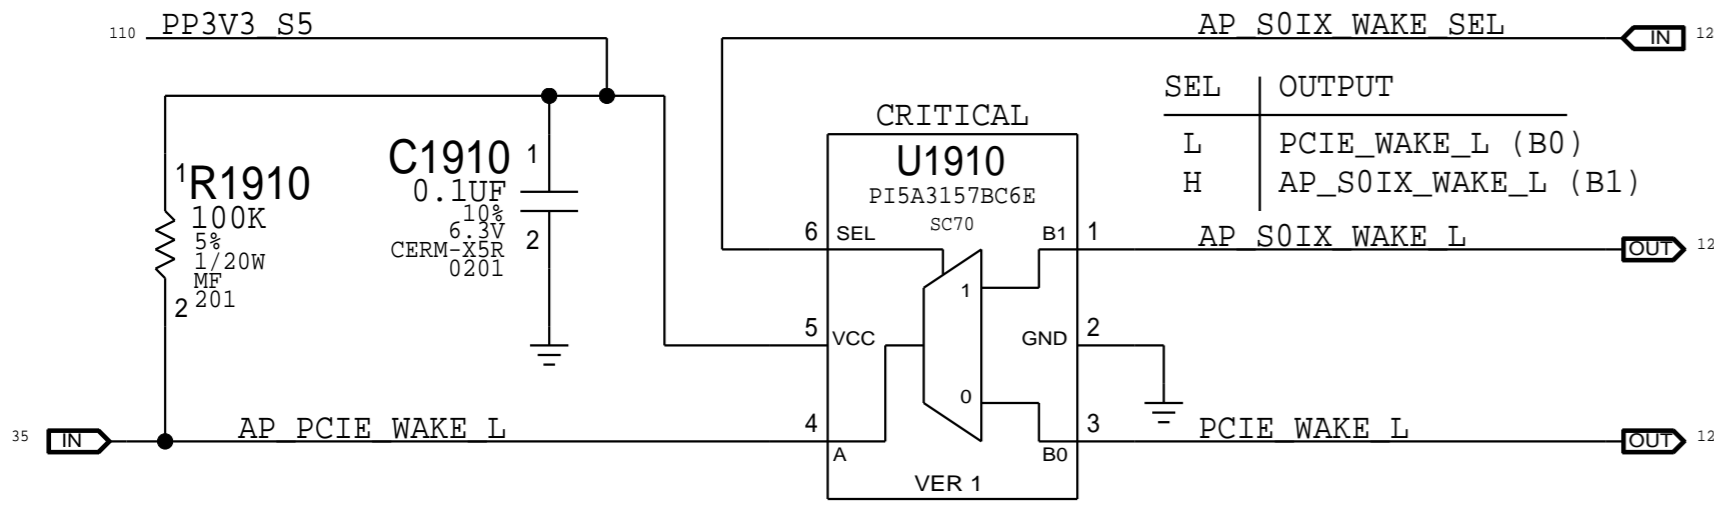 110 PP3V3_S5
AP_S0IX_WAKE_SEL IN 12
SEL OUTPUT
L PCIE_WAKE_L (B0)
H AP_S0IX_WAKE_L (B1)
1 R1910
100K
5%
1/20W
MF
201
2
C1910 1
0.1UF
10%
6.3V
CERM-X5R
0201
2
CRITICAL
U1910
PI5A3157BC6E
SC70
6 SEL B1 1 AP_S0IX_WAKE_L OUT 12
1
5 VCC GND 2
0
35 IN AP_PCIE_WAKE_L 4 A B0 3 PCIE_WAKE_L OUT 12
VER 1